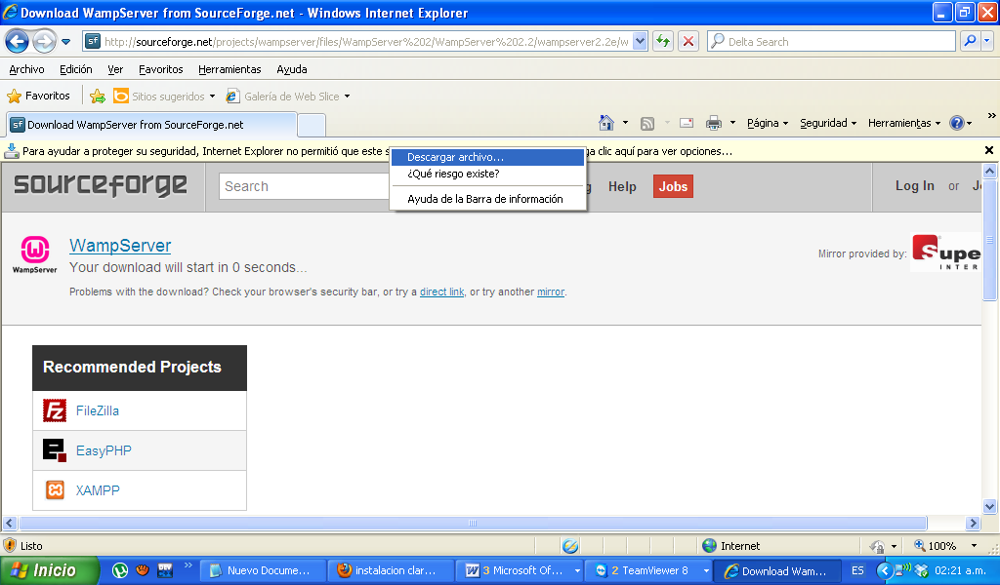 Download WampServer from SourceForge.net - Windows Internet Explorer
http://sourceforge.net/projects/wampserver/files/WampServer%202/WampServer%202.2/wampserver2.2e/w
Delta Search
Archivo Edición Ver Favoritos Herramientas Ayuda
Favoritos Sitios sugeridos Galería de Web Slice
Download WampServer from SourceForge.net
Página Seguridad Herramientas
Para ayudar a proteger su seguridad, Internet Explorer no permitió que este s
ga clic aquí para ver opciones...
Descargar archivo...
¿Qué riesgo existe?
Ayuda de la Barra de información
sourceforge Search g Help Jobs Log In or Jo
WampServer
WampServer
Your download will start in 0 seconds...
Problems with the download? Check your browser's security bar, or try a direct link, or try another mirror.
Mirror provided by: Supe
INTER
Recommended Projects
FileZilla
EasyPHP
XAMPP
Listo Internet 100%
Inicio Nuevo Docume... instalacion clar... 3 Microsoft Of... 2 TeamViewer 8 Download Wam... ES 02:21 a.m.